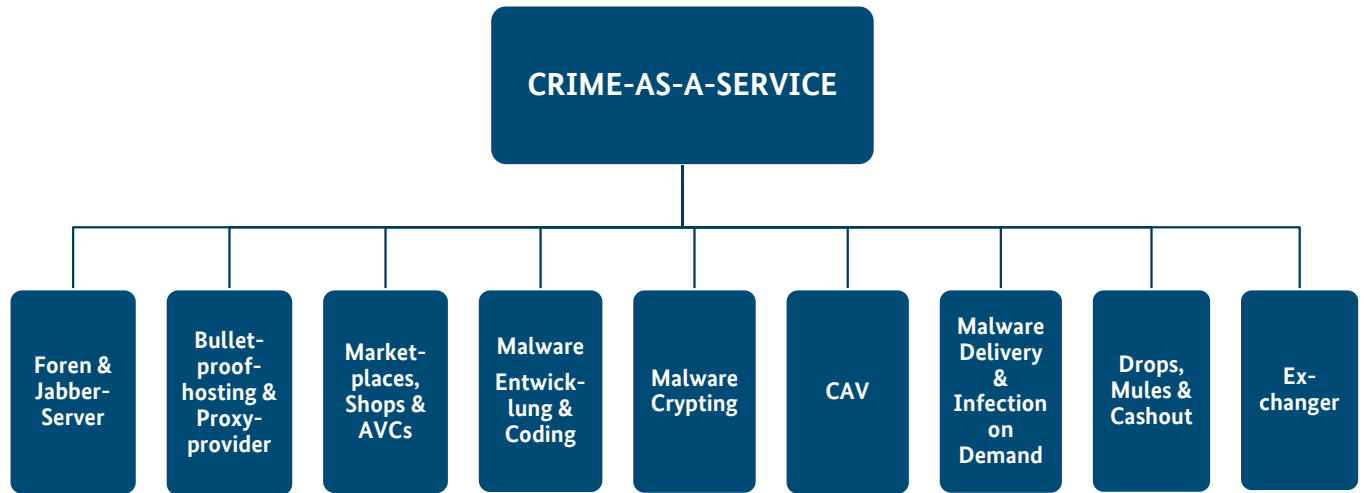 CRIME-AS-A-SERVICE
Foren &
Jabber-
Server
Bullet-
proof-
hosting &
Proxy-
provider
Market-
places,
Shops &
AVCs
Malware
Entwick-
lung &
Coding
Malware
Crypting
CAV
Malware
Delivery
&
Infection
on
Demand
Drops,
Mules &
Cashout
Ex-
changer